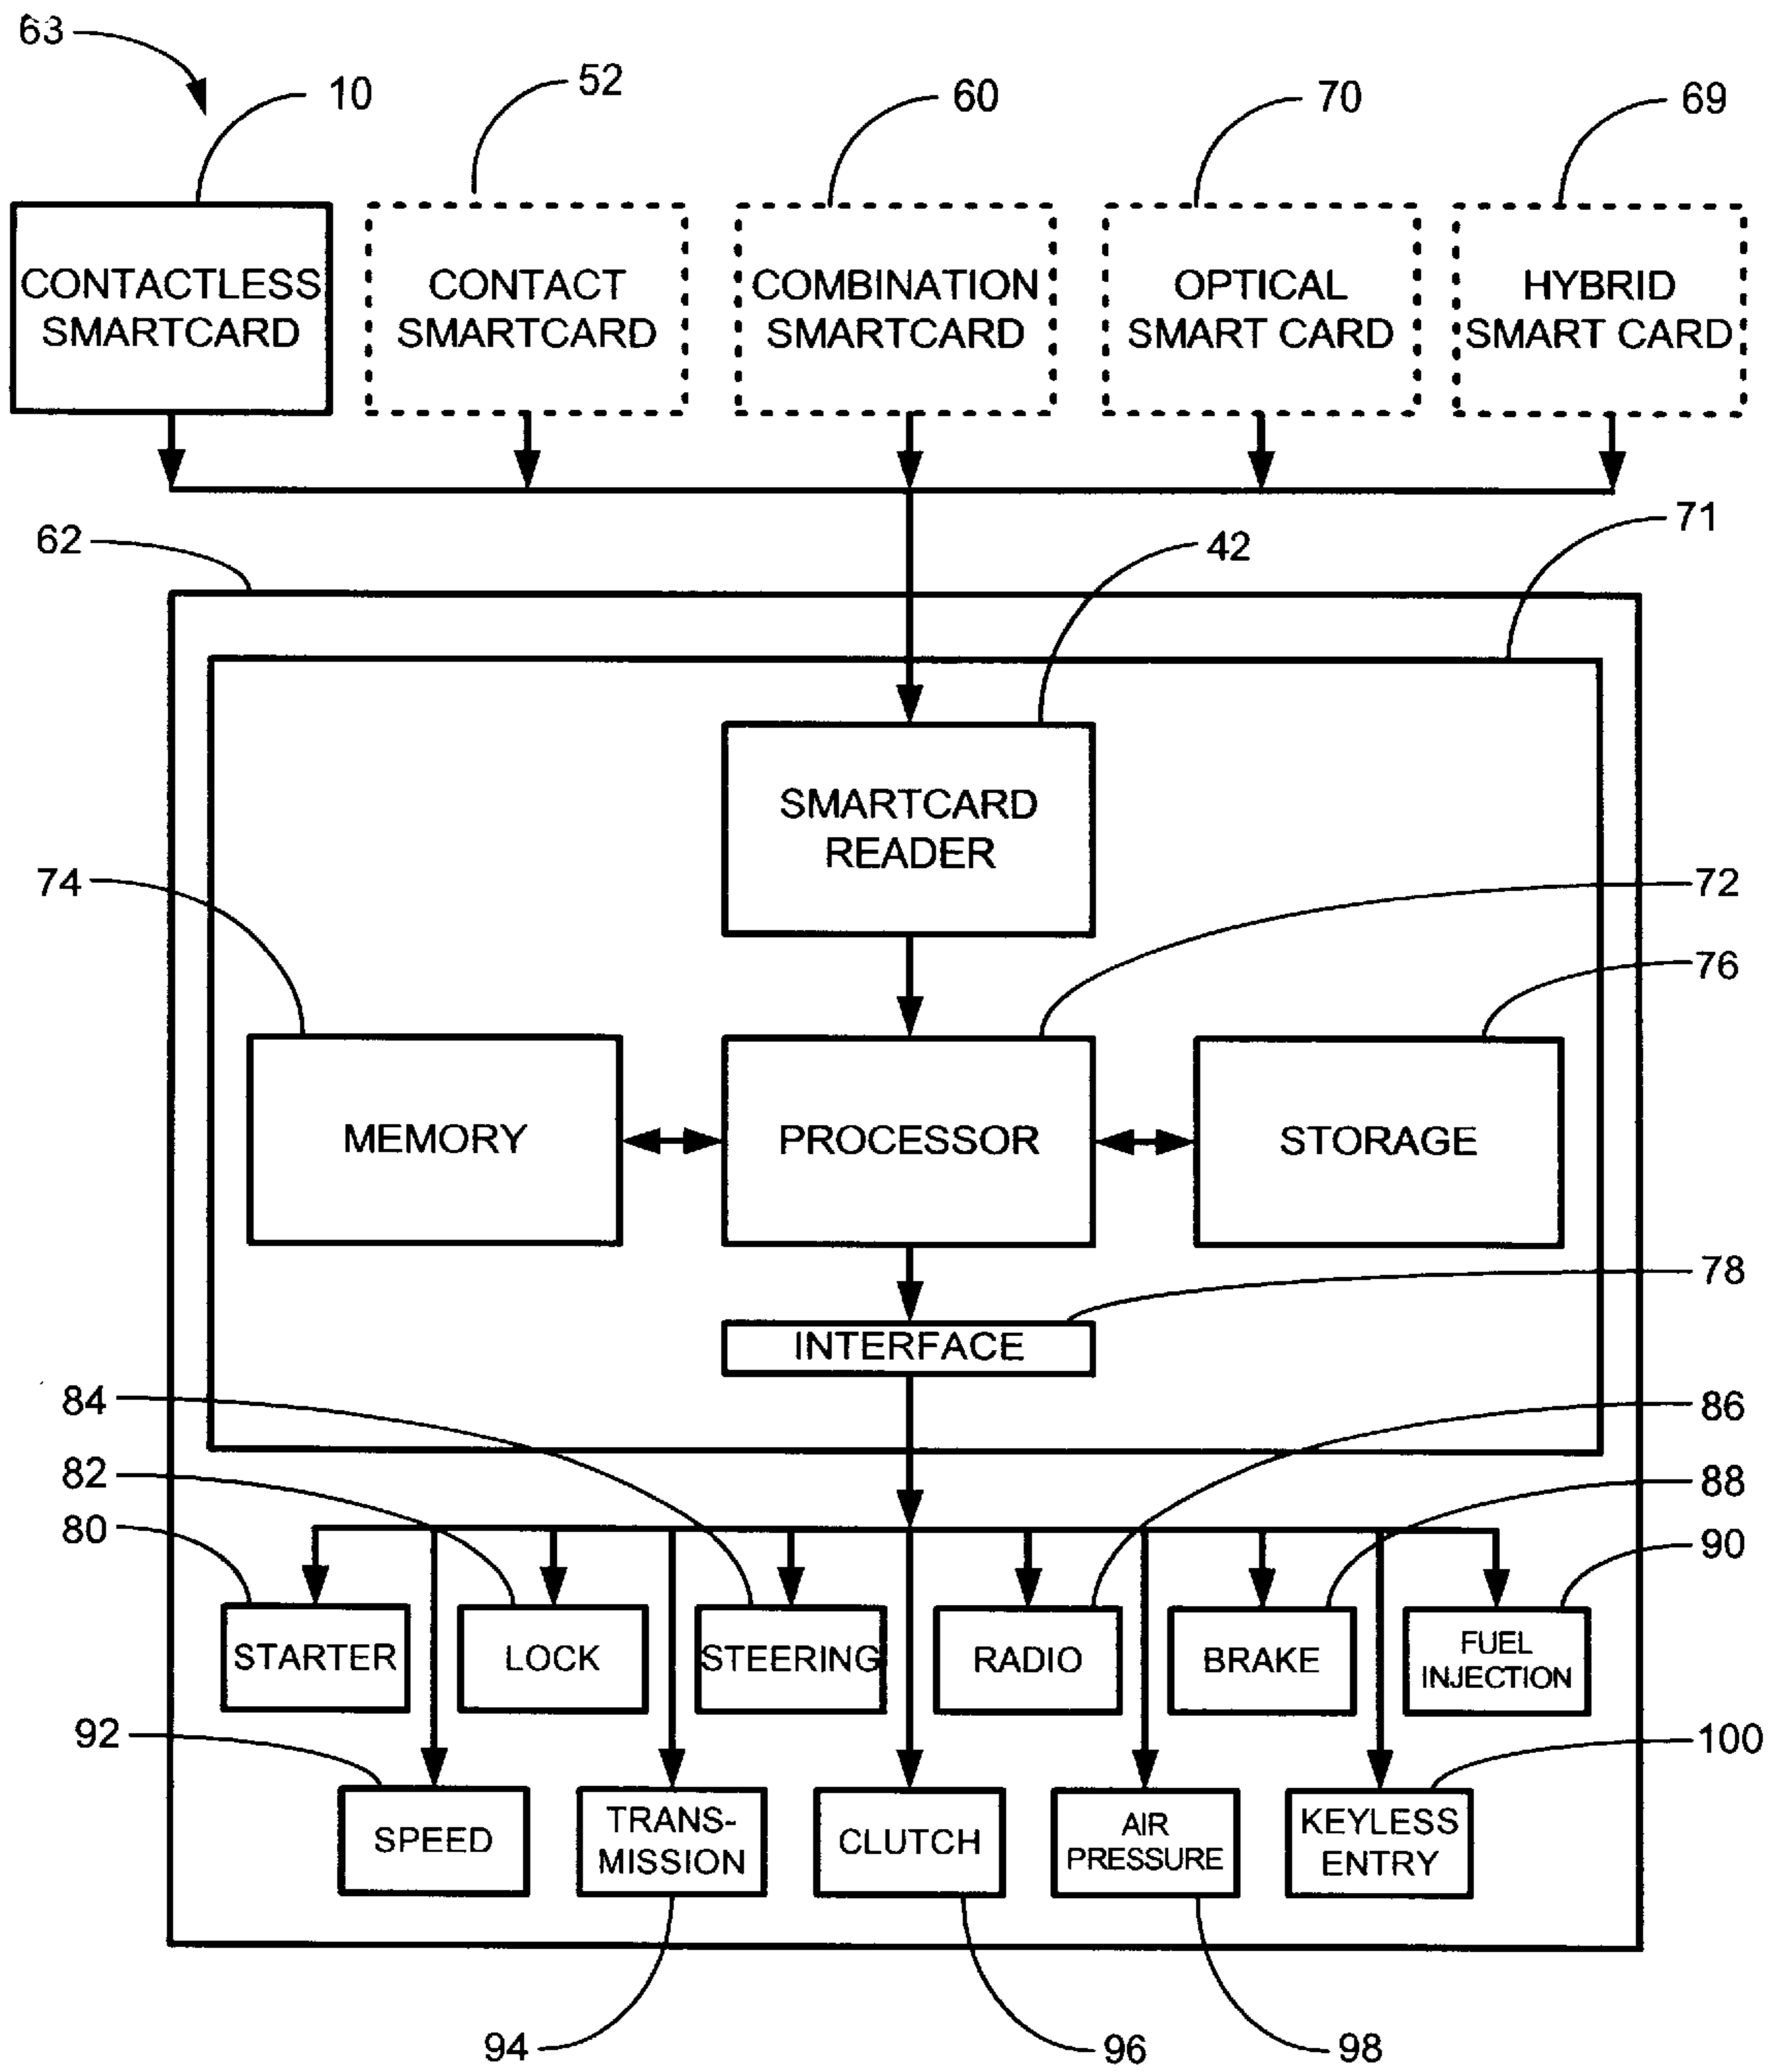 63
10
52
60
70
69
CONTACTLESS
SMARTCARD
CONTACT
SMARTCARD
COMBINATION
SMARTCARD
OPTICAL
SMART CARD
HYBRID
SMART CARD
62
42
71
SMARTCARD
READER
74
72
76
MEMORY
PROCESSOR
STORAGE
78
INTERFACE
84
86
82
88
80
90
STARTER
LOCK
STEERING
RADIO
BRAKE
FUEL
INJECTION
92
100
SPEED
TRANS-
MISSION
CLUTCH
AIR
PRESSURE
KEYLESS
ENTRY
94
96
98